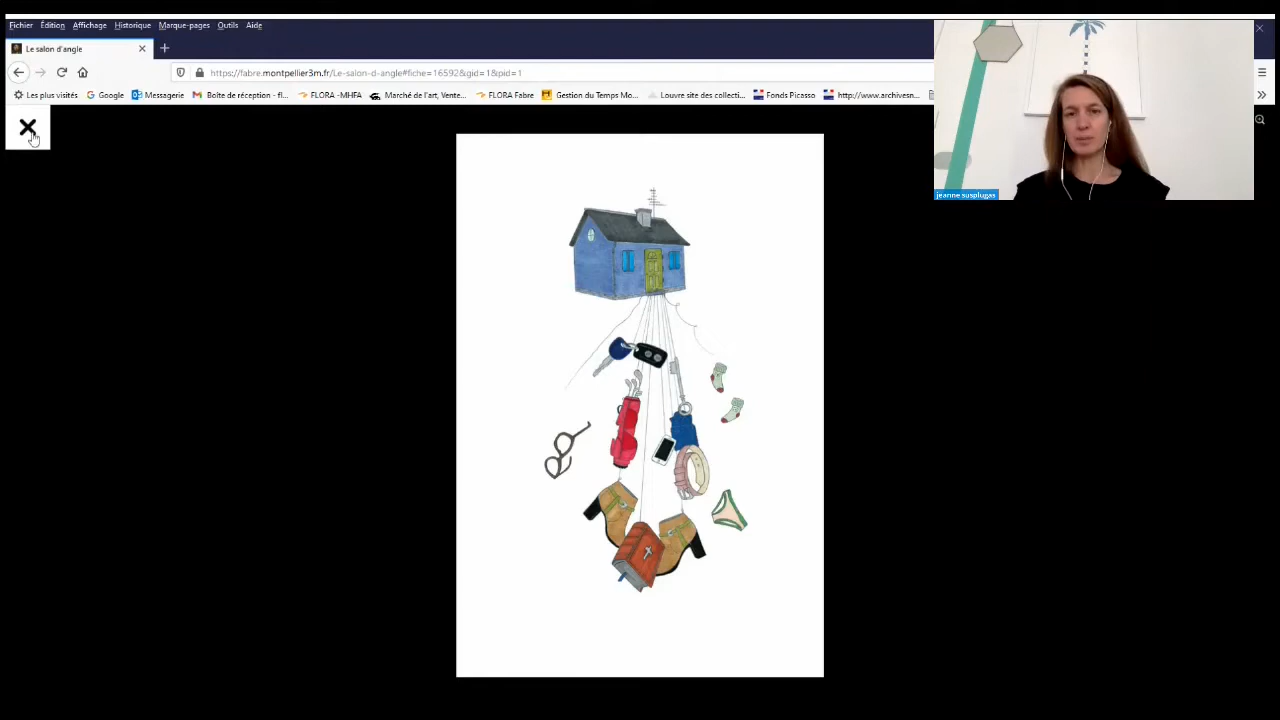 Fichier Édition Affichage Historique Marque-pages Outils Aide
Le salon d'angle
https://fabre.montpellier3m.fr/Le-salon-d-angle#fiche=16592&gid=1&pid=1
Les plus visités Google Messagerie Boîte de réception - fl... FLORA -MHFA Marché de l'art, Vente... FLORA Fabre Gestion du Temps Mo... Louvre site des collecti... Fonds Picasso http://www.archivesn...
jeanne susplugas